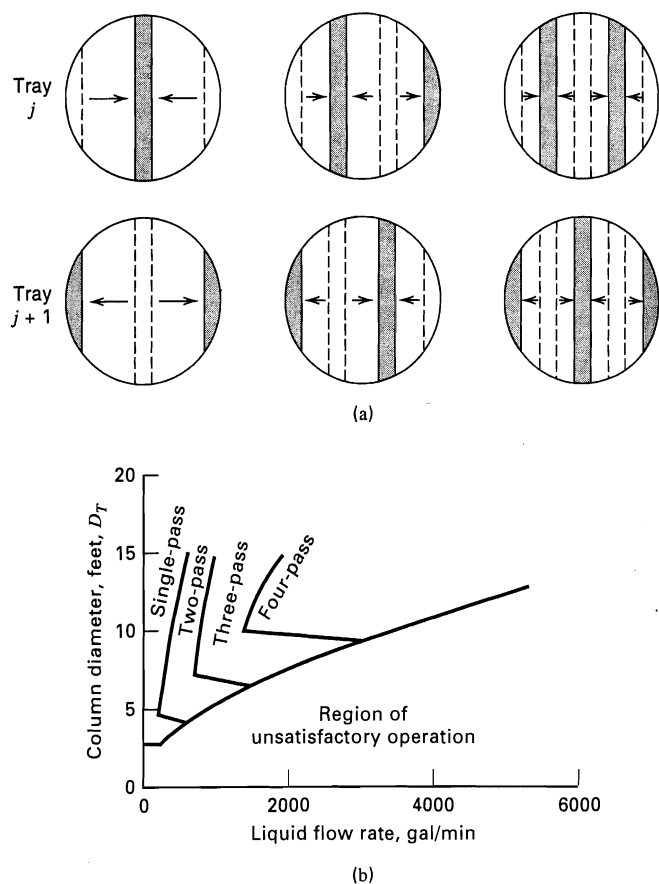 Tray
j
Tray
j + 1
(a)
20
15
10
5
0
Column diameter, feet, D_T
Single-pass
Two-pass
Three-pass
Four-pass
Region of
unsatisfactory operation
0
2000
4000
6000
Liquid flow rate, gal/min
(b)